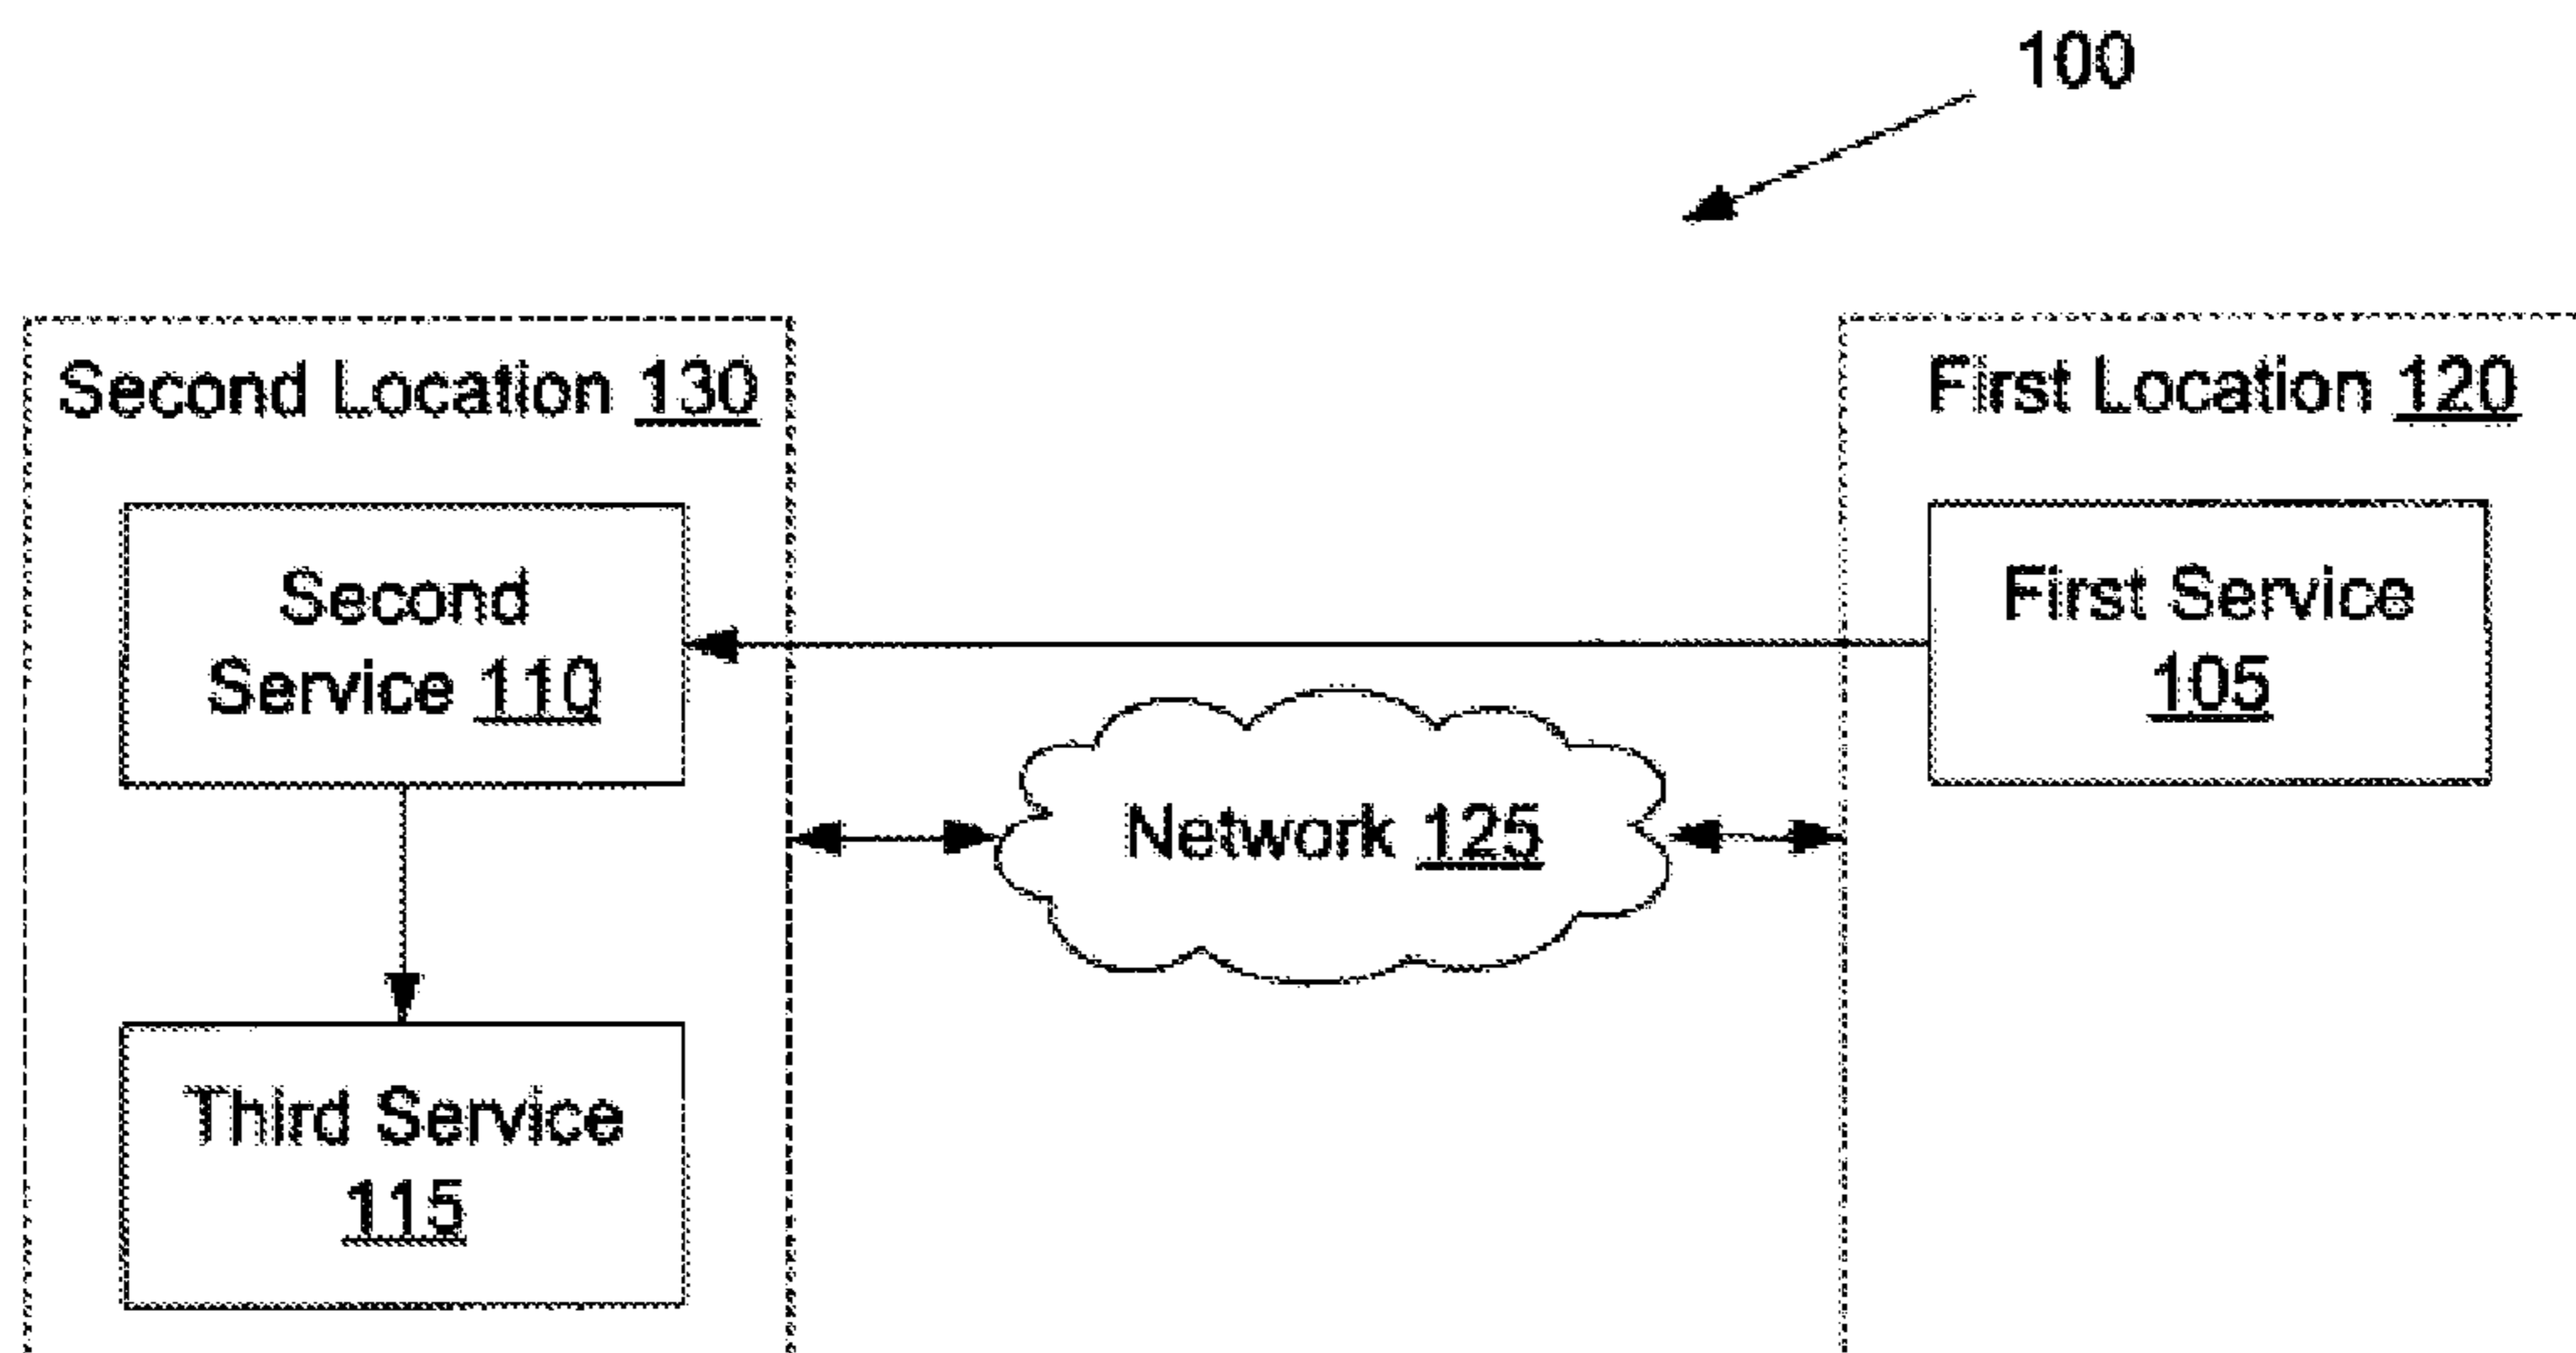 100
Second Location 130
First Location 120
Second
Service 110
First Service
105
Network 125
Third Service
115